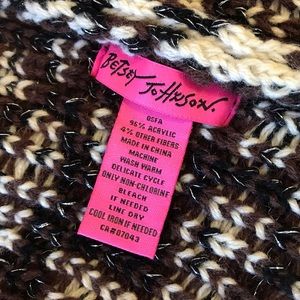 BETSEY JOHNSON.
OSFA
96% ACRYLIC
4% OTHER FIBERS
MADE IN CHINA
MACHINE
WASH WARM
DELICATE CYCLE
ONLY NON-CHLORINE
BLEACH
IF NEEDED
LINE DRY
COOL IRON IF NEEDED
CA#07043